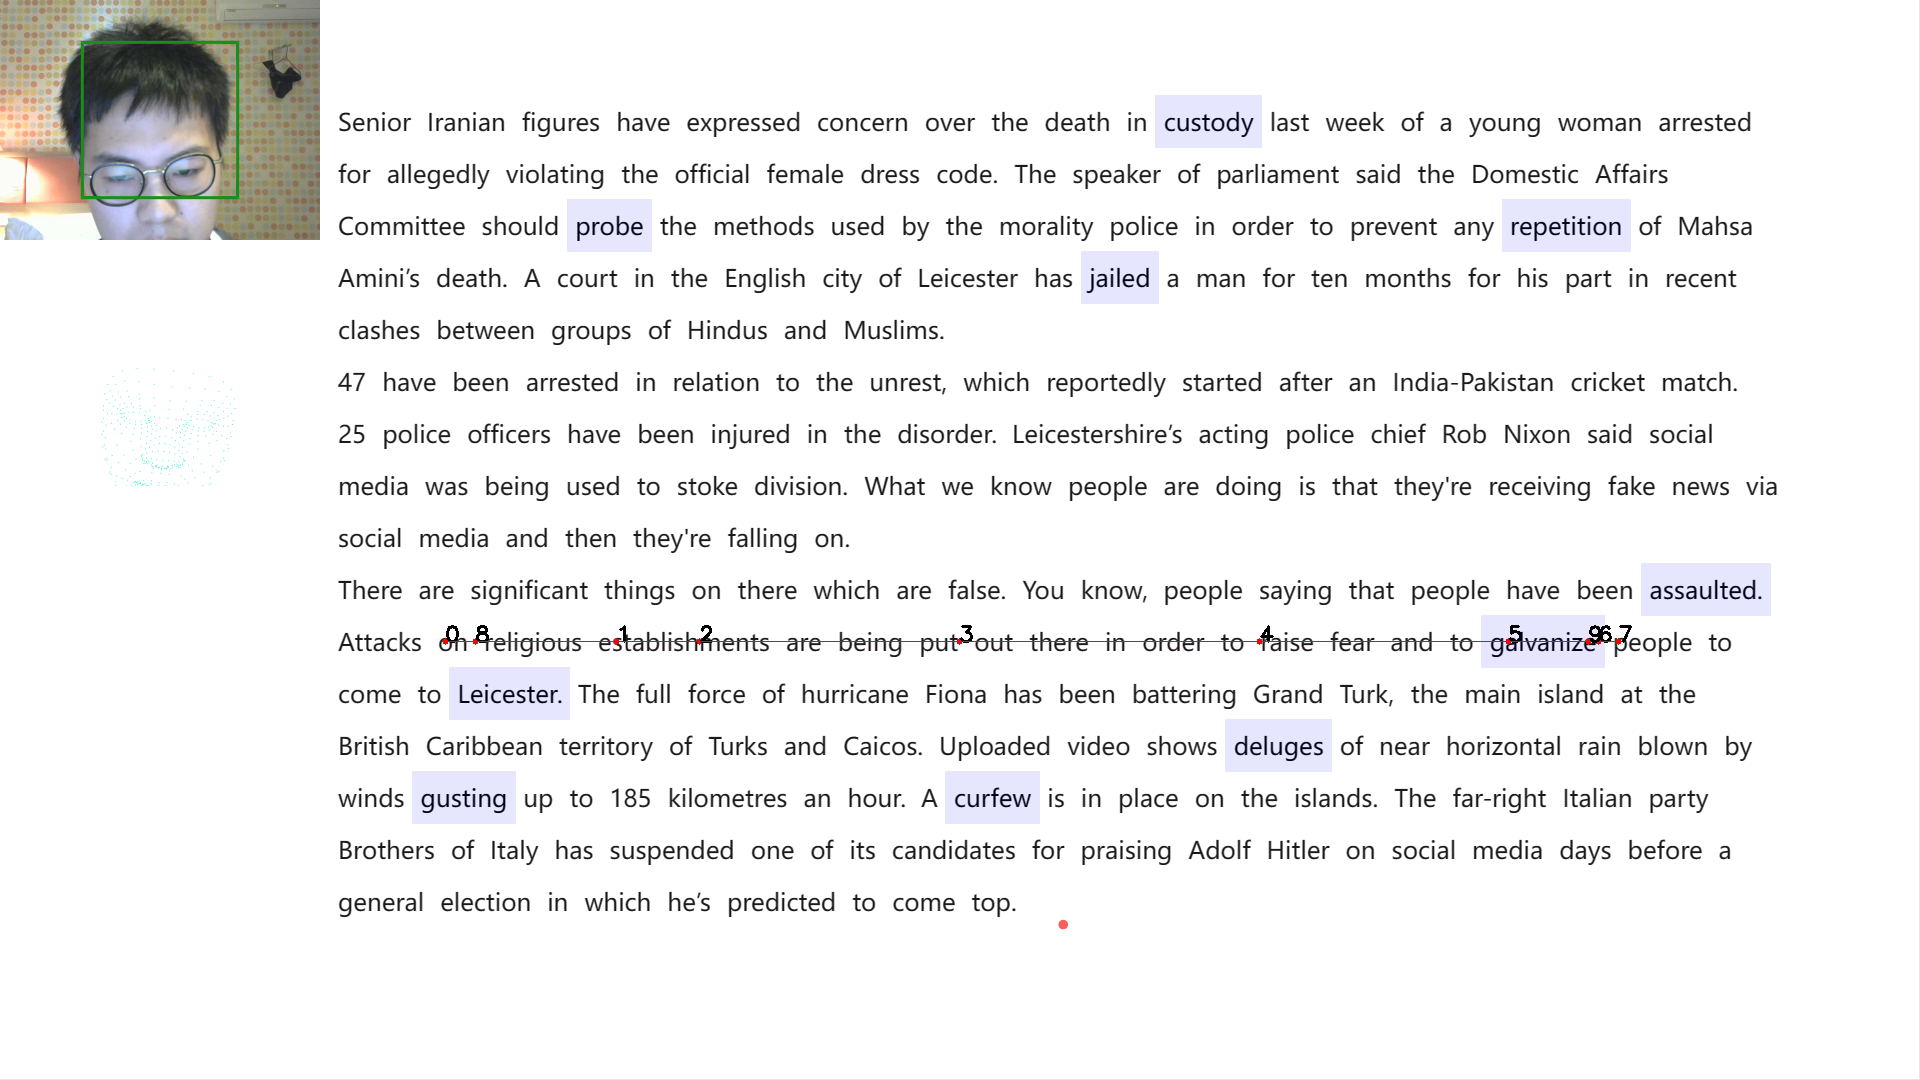 Senior Iranian figures have expressed concern over the death in custody last week of a young woman arrested
for allegedly violating the official female dress code. The speaker of parliament said the Domestic Affairs
Committee should probe the methods used by the morality police in order to prevent any repetition of Mahsa
Amini’s death. A court in the English city of Leicester has jailed a man for ten months for his part in recent
clashes between groups of Hindus and Muslims.
47 have been arrested in relation to the unrest, which reportedly started after an India-Pakistan cricket match.
25 police officers have been injured in the disorder. Leicestershire’s acting police chief Rob Nixon said social
media was being used to stoke division. What we know people are doing is that they're receiving fake news via
social media and then they're falling on.
There are significant things on there which are false. You know, people saying that people have been assaulted.
0 8 1 2 3 4 5 9 6 7
Attacks on religious establishments are being put out there in order to raise fear and to galvanize people to
come to Leicester. The full force of hurricane Fiona has been battering Grand Turk, the main island at the
British Caribbean territory of Turks and Caicos. Uploaded video shows deluges of near horizontal rain blown by
winds gusting up to 185 kilometres an hour. A curfew is in place on the islands. The far-right Italian party
Brothers of Italy has suspended one of its candidates for praising Adolf Hitler on social media days before a
general election in which he’s predicted to come top.